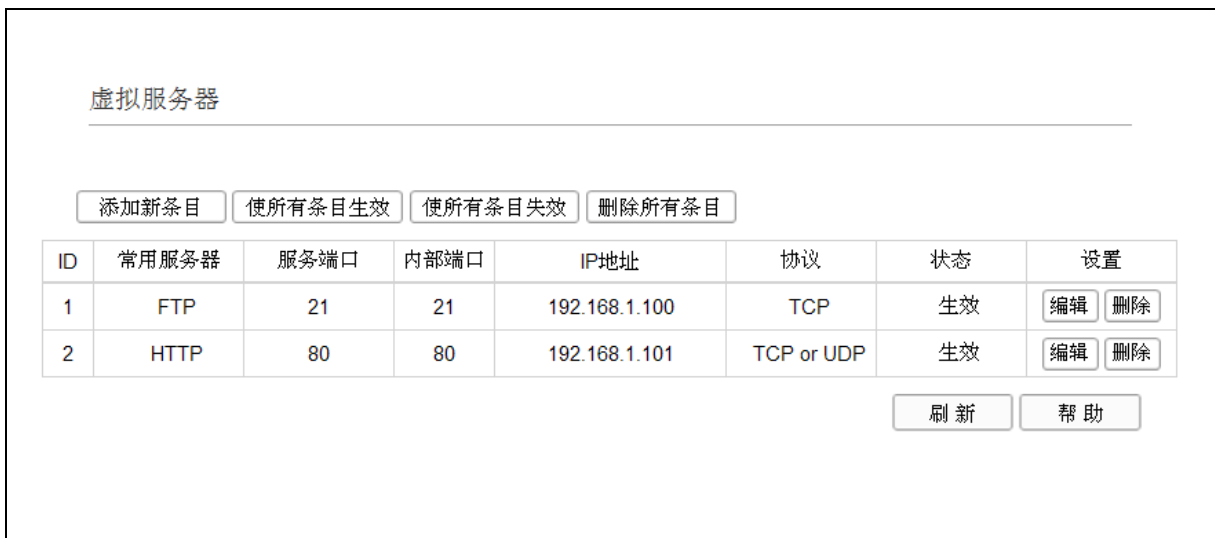 虚拟服务器
添加新条目 使所有条目生效 使所有条目失效 删除所有条目
ID 常用服务器 服务端口 内部端口 IP地址 协议 状态 设置
1 FTP 21 21 192.168.1.100 TCP 生效 编辑 删除
2 HTTP 80 80 192.168.1.101 TCP or UDP 生效 编辑 删除
刷 新 帮 助